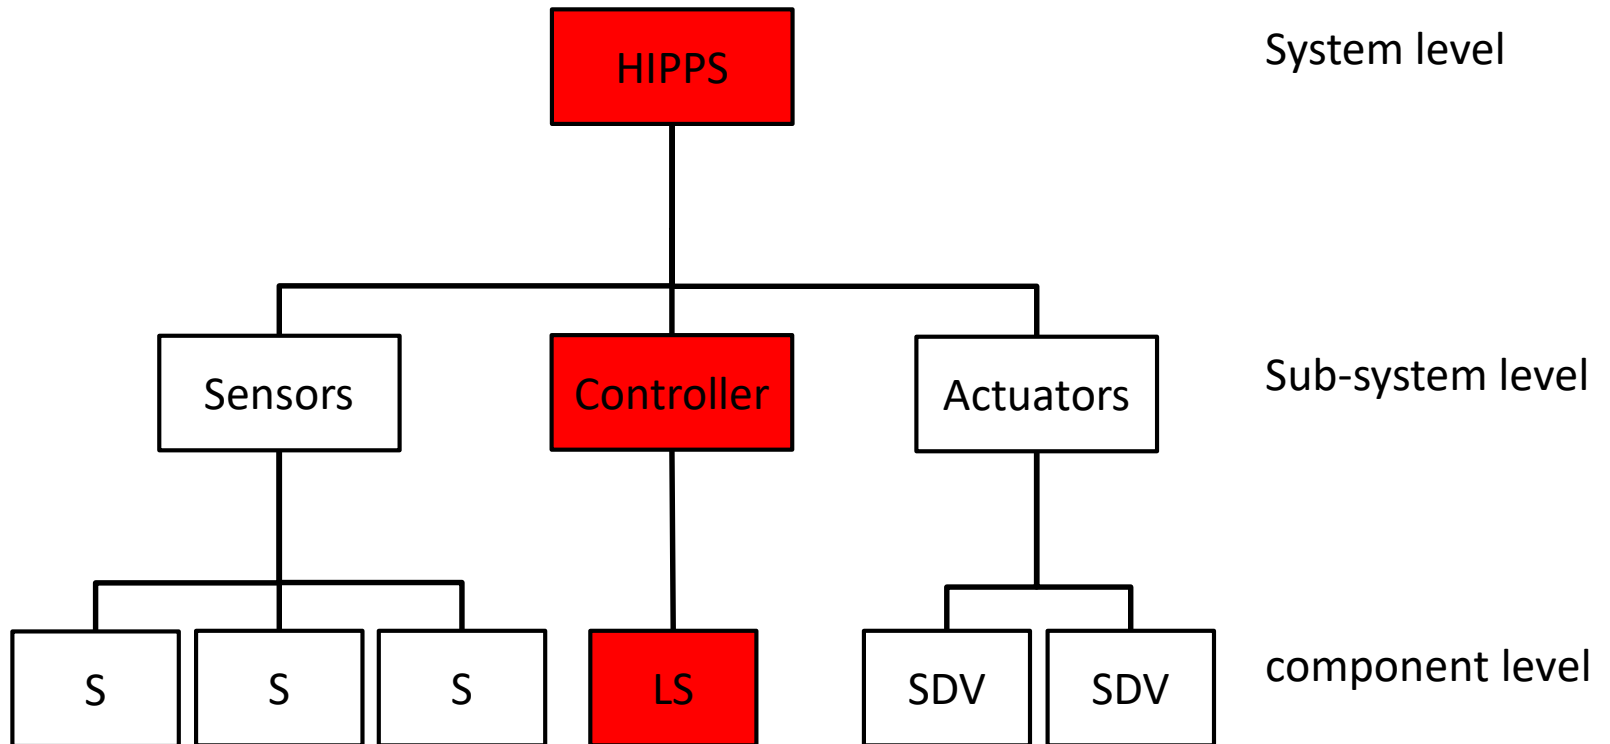 HIPPS
System level
Sensors
Controller
Actuators
Sub-system level
S
S
S
LS
SDV
SDV
component level